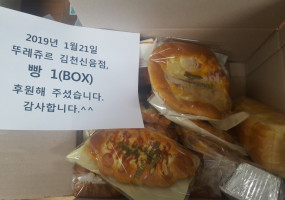 2019년 1월21일
뚜레쥬르 김천신음점,
빵 1(BOX)
후원해 주셨습니다.
감사합니다.^^